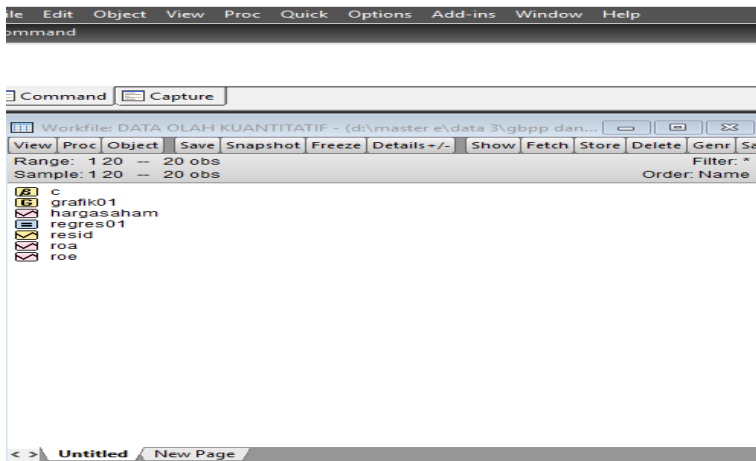 ile Edit Object View Proc Quick Options Add-ins Window Help
ommand
Command Capture
Workfile: DATA OLAH KUANTITATIF - (d:\master e\data 3\gbpp dan...
View Proc Object Save Snapshot Freeze Details+/- Show Fetch Store Delete Genr Sa
Range: 1 20 -- 20 obs Filter: *
Sample: 1 20 -- 20 obs Order: Name
β c
G grafik01
hargasaham
= regres01
resid
roa
roe
< > Untitled New Page